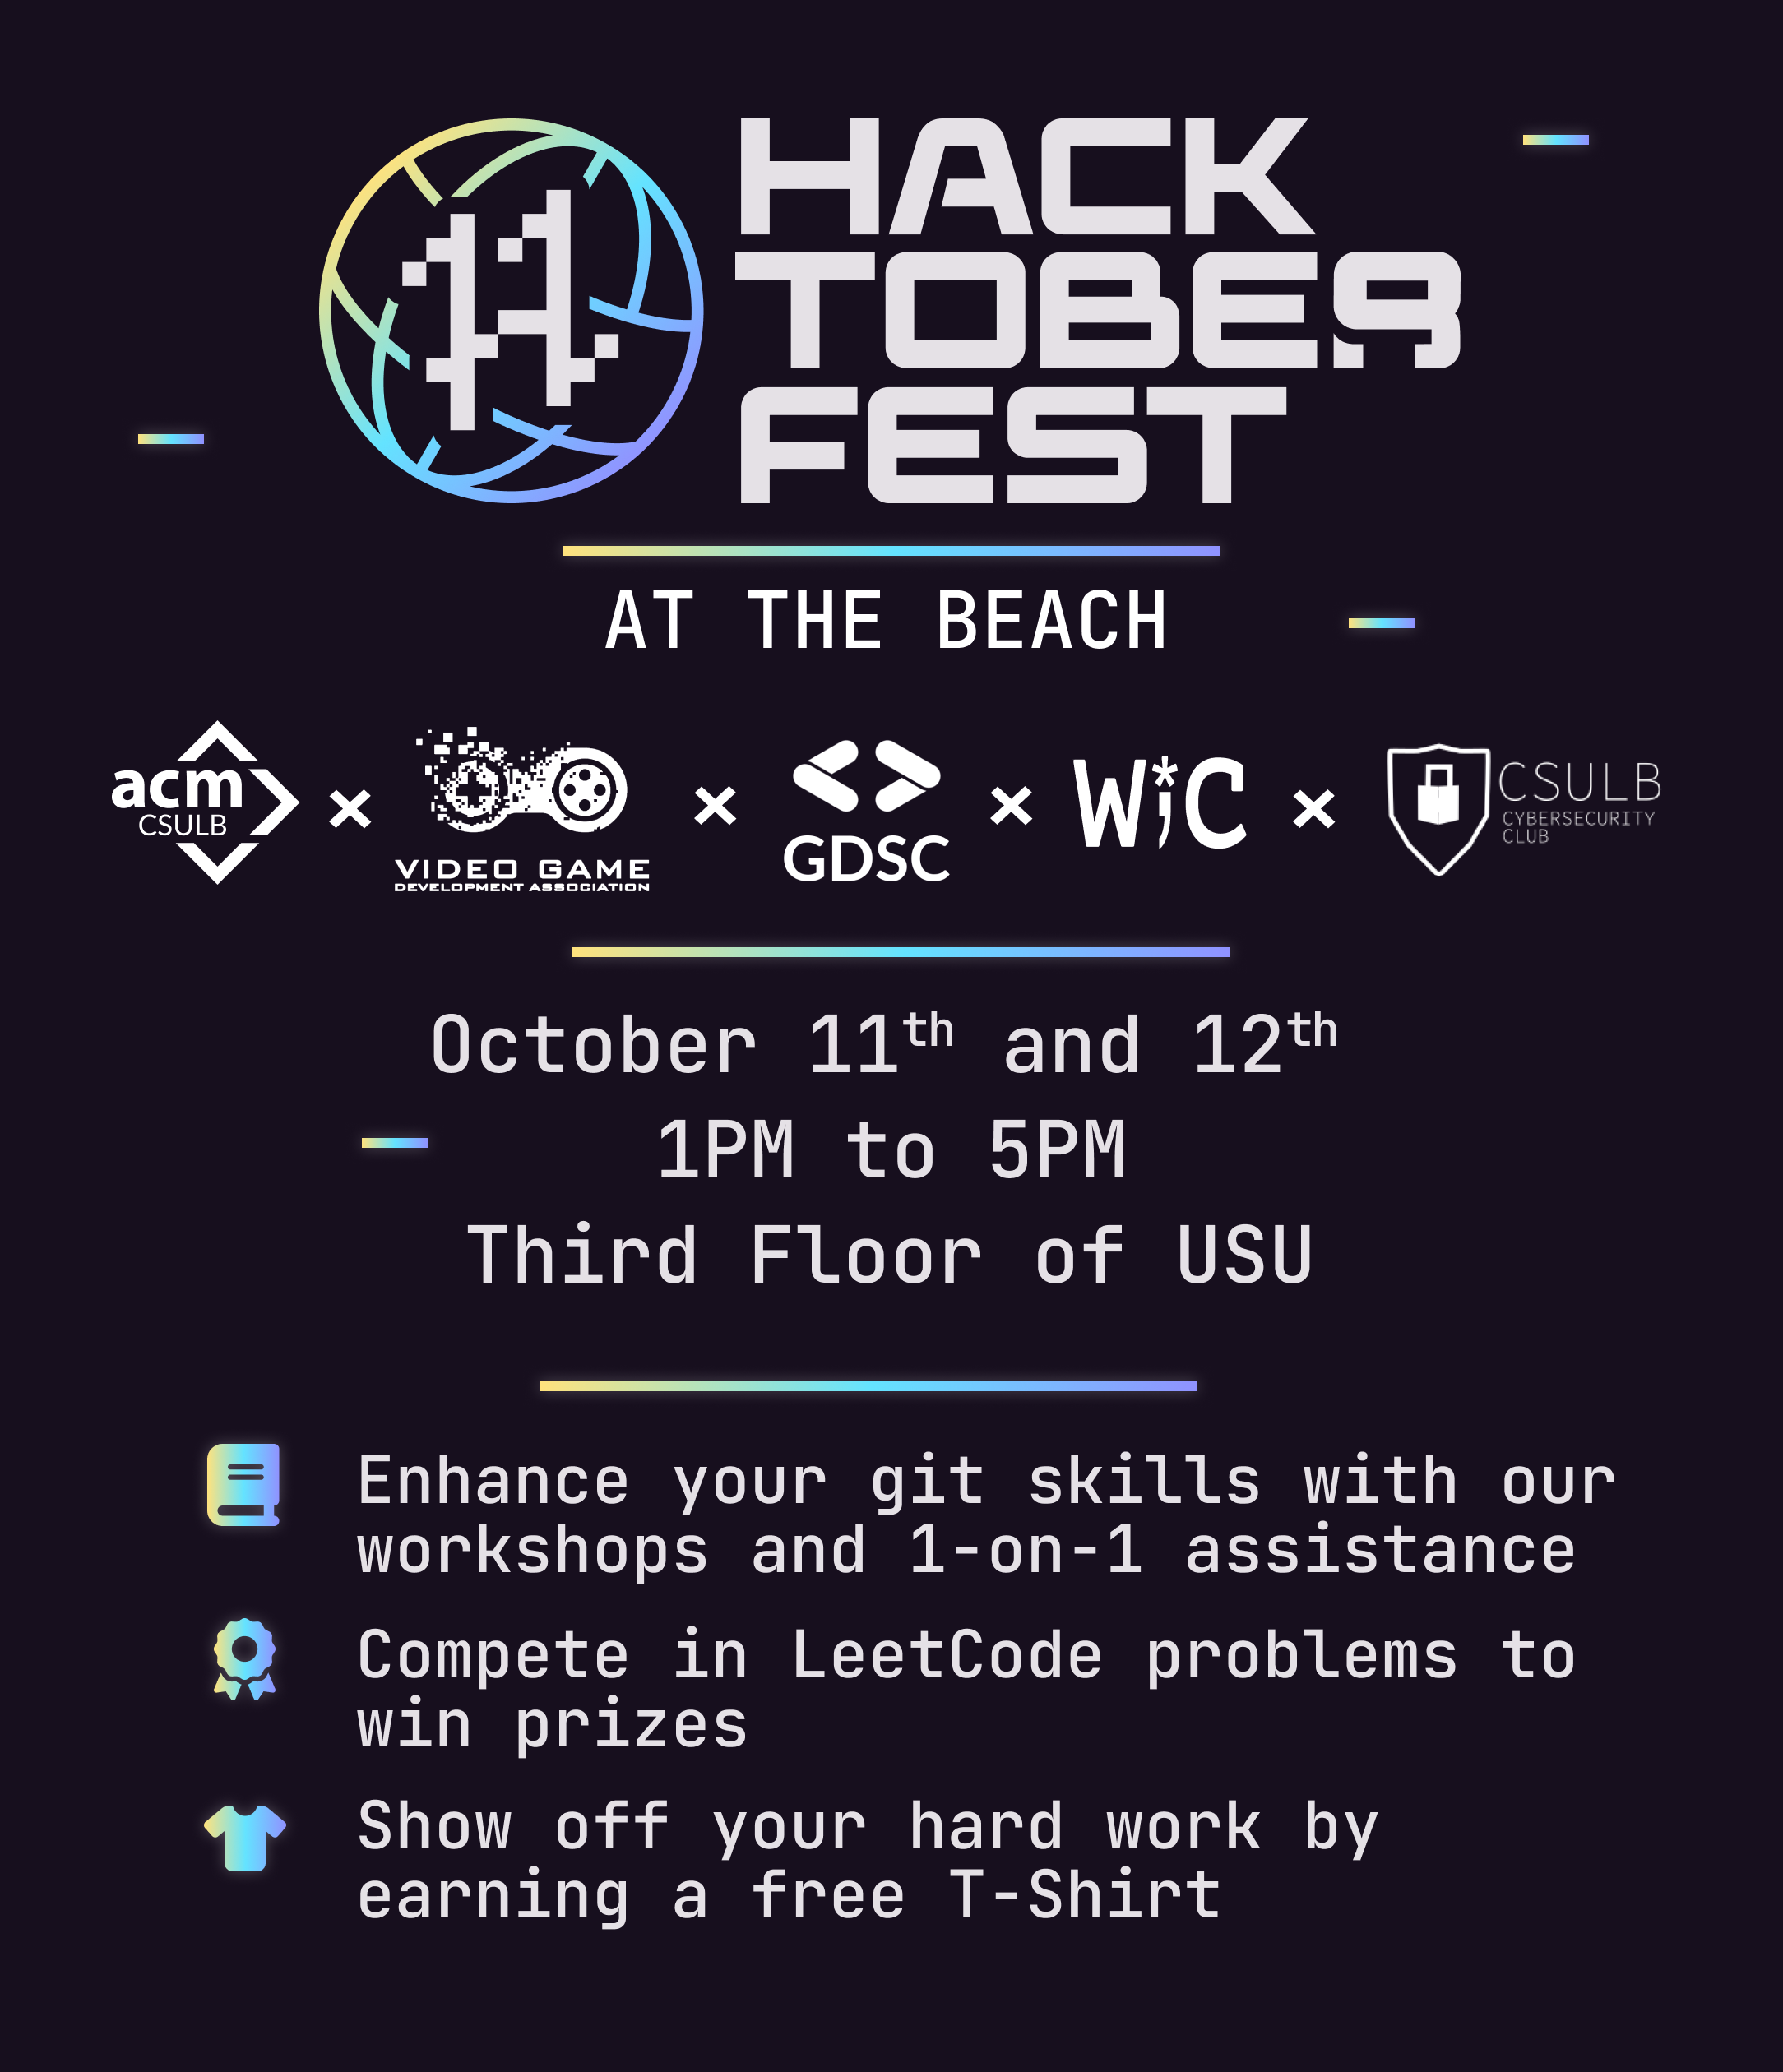 HACK
TOBER
FEST
AT THE BEACH
acm
CSULB
×
VIDEO GAME
DEVELOPMENT ASSOCIATION
×
GDSC
×
W*;C
×
CSULB
CYBERSECURITY
CLUB
October 11th and 12th
1PM to 5PM
Third Floor of USU
Enhance your git skills with our
workshops and 1-on-1 assistance
Compete in LeetCode problems to
win prizes
Show off your hard work by
earning a free T-Shirt